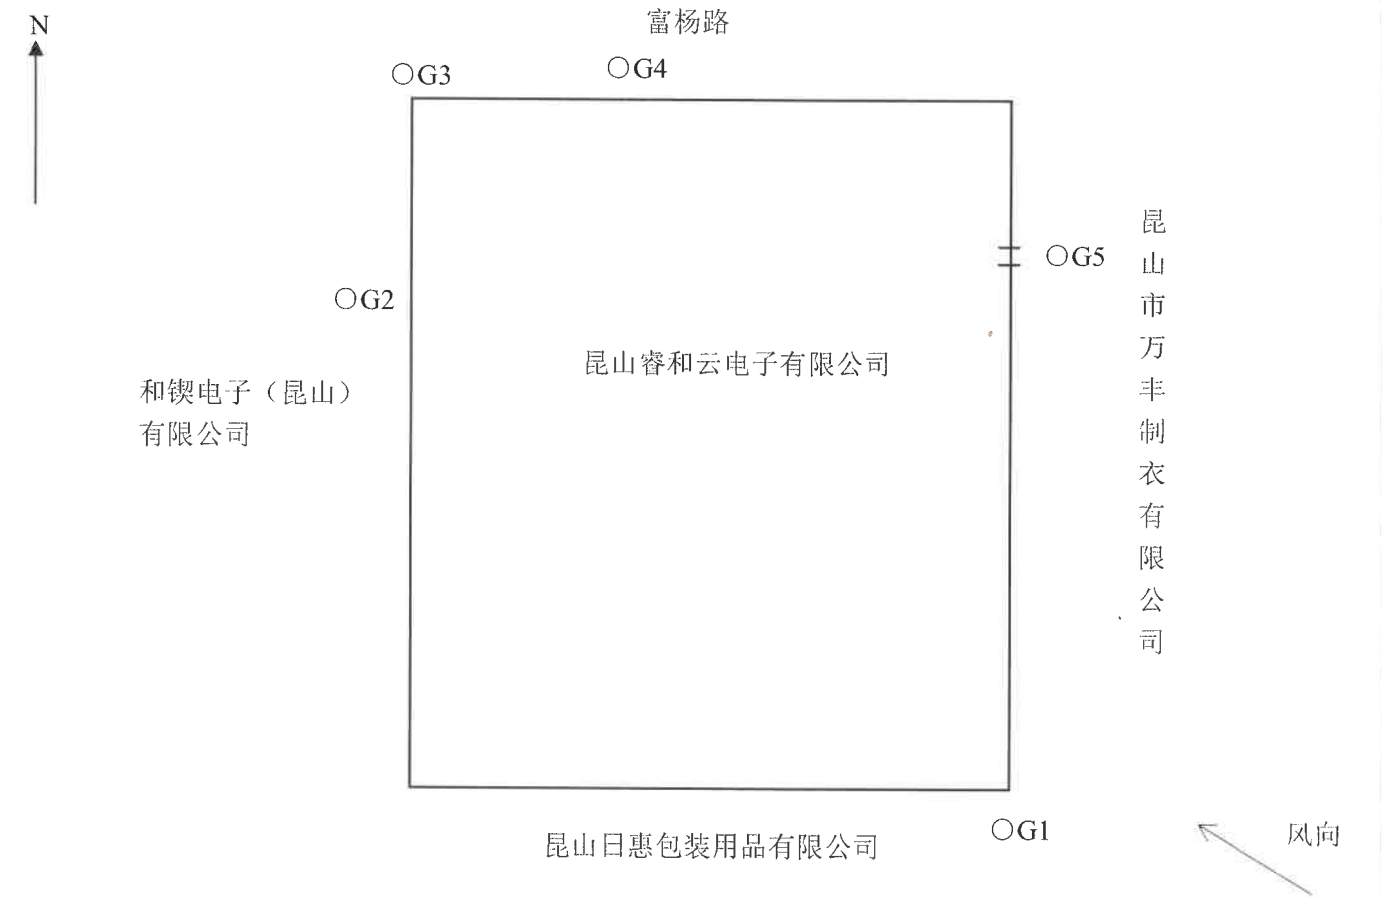 N
富杨路
○G3
○G4
○G5
○G2
昆山睿和云电子有限公司
和锲电子（昆山）
有限公司
昆山市万丰制衣有限公司
○G1
昆山日惠包装用品有限公司
风向